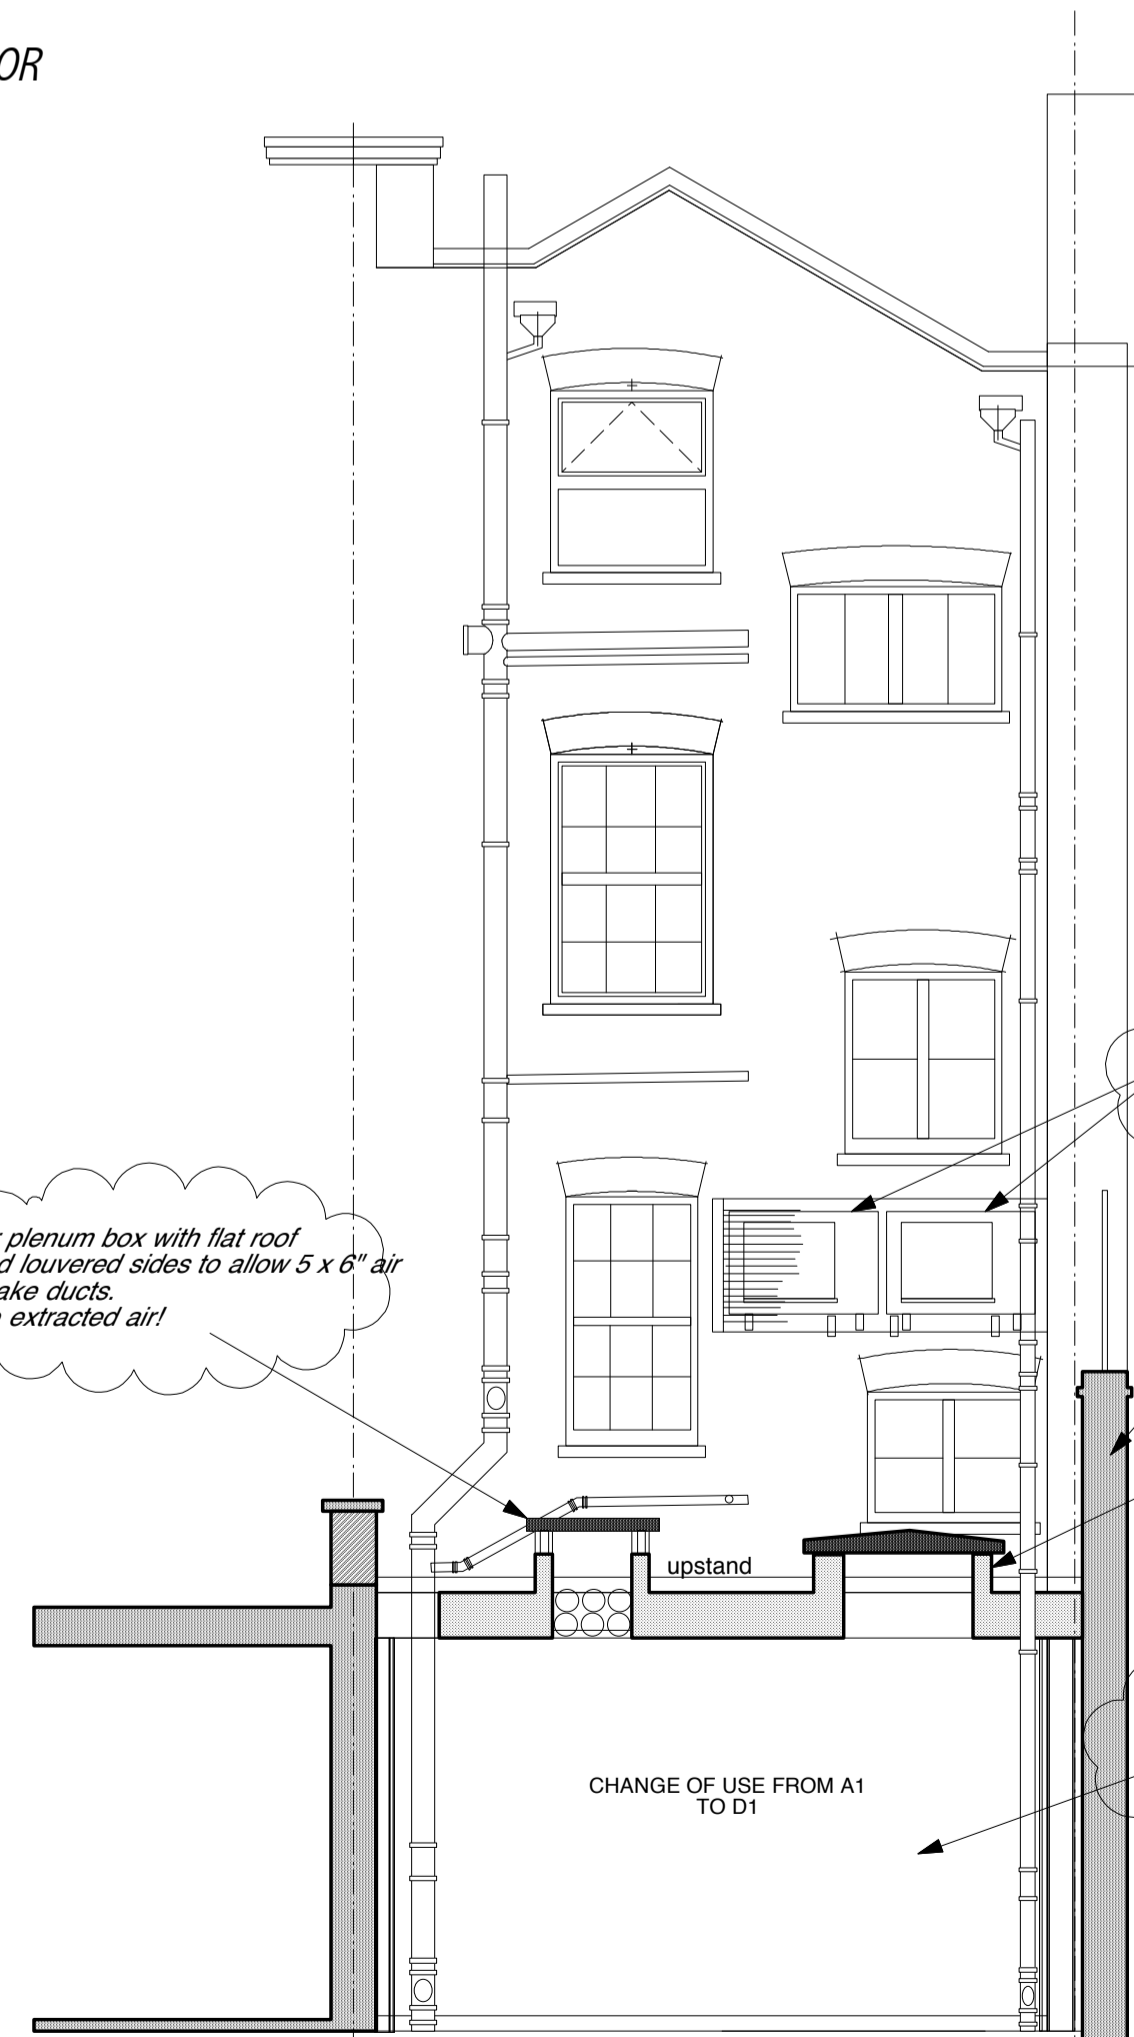 OR
plenum box with flat roof
louvered sides to allow 5 x 6" air
ducts.
extracted air!
upstand
CHANGE OF USE FROM A1
TO D1